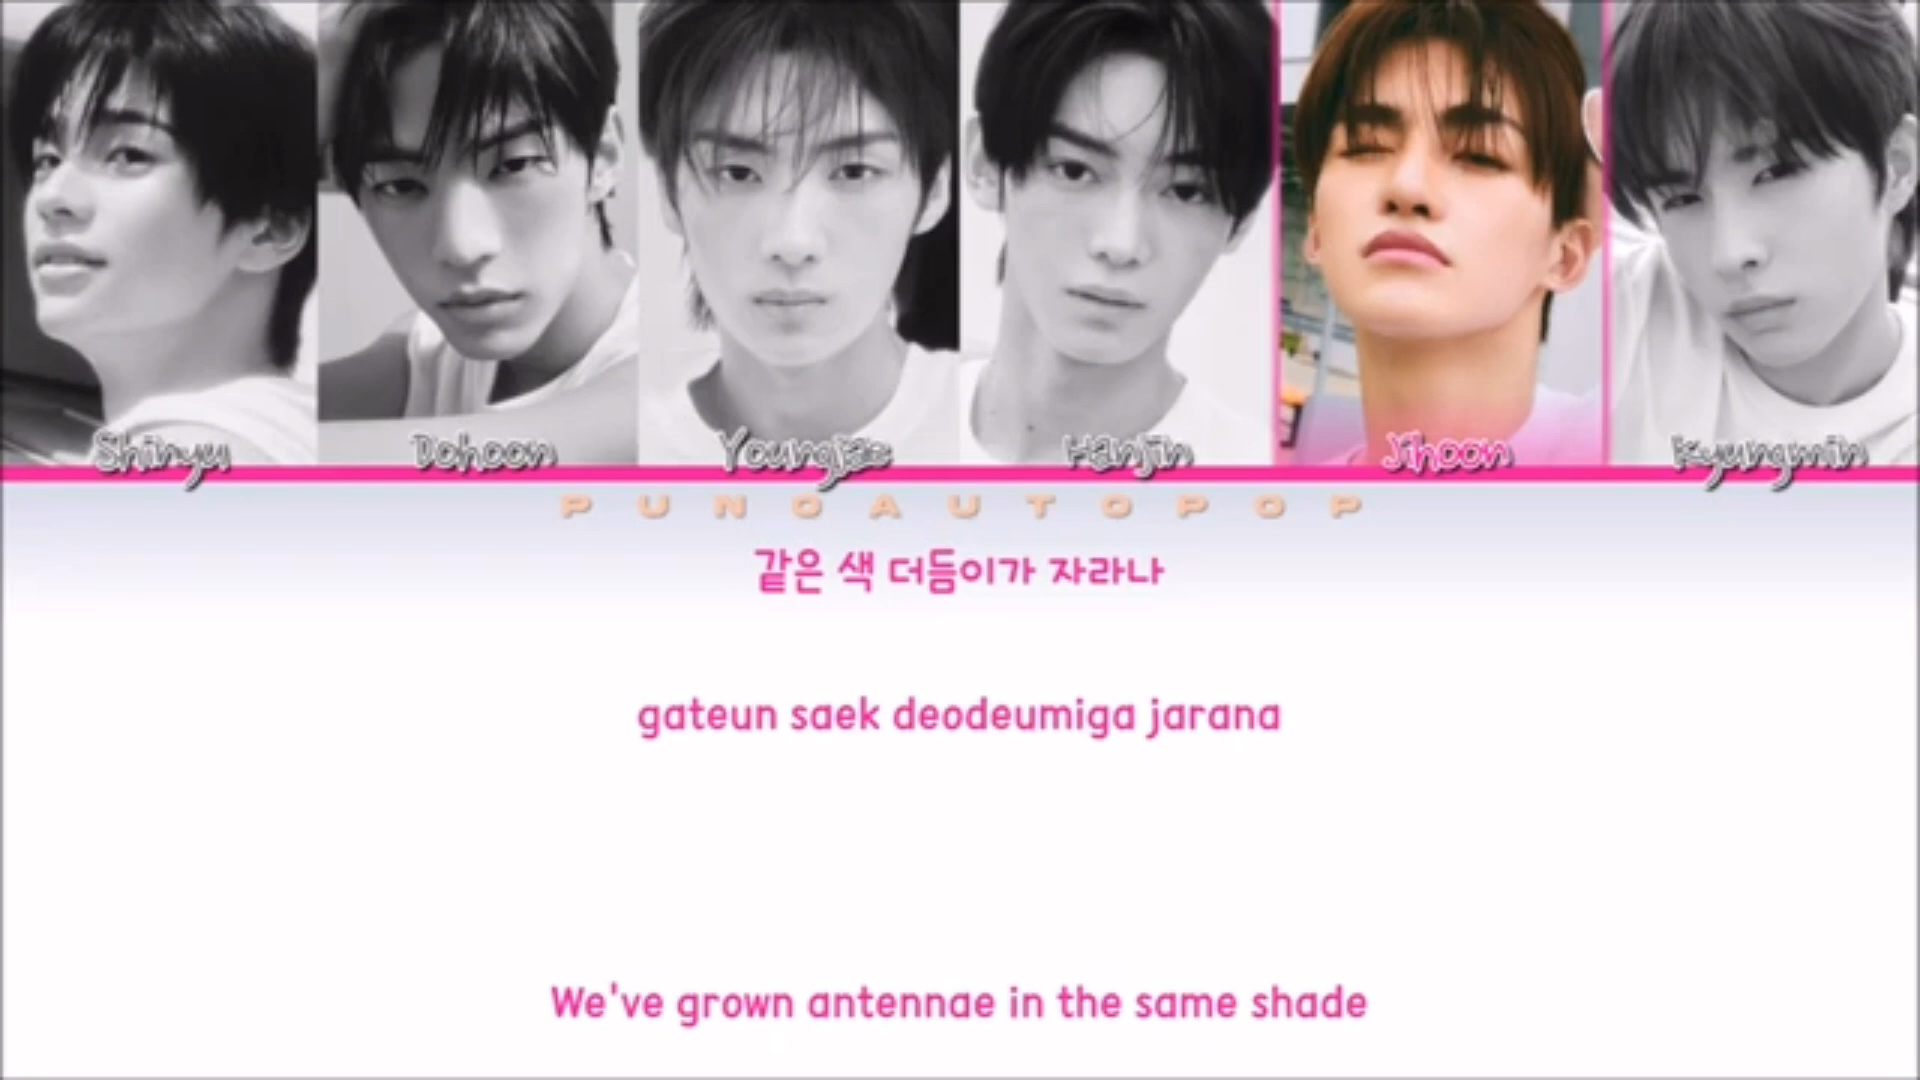 Shinyu Dohoon Youngjae Hanjin Jihoon Kyungmin
PUNOAUTOPOP
같은 색 더듬이가 자라나
gateun saek deodeumiga jarana
We've grown antennae in the same shade